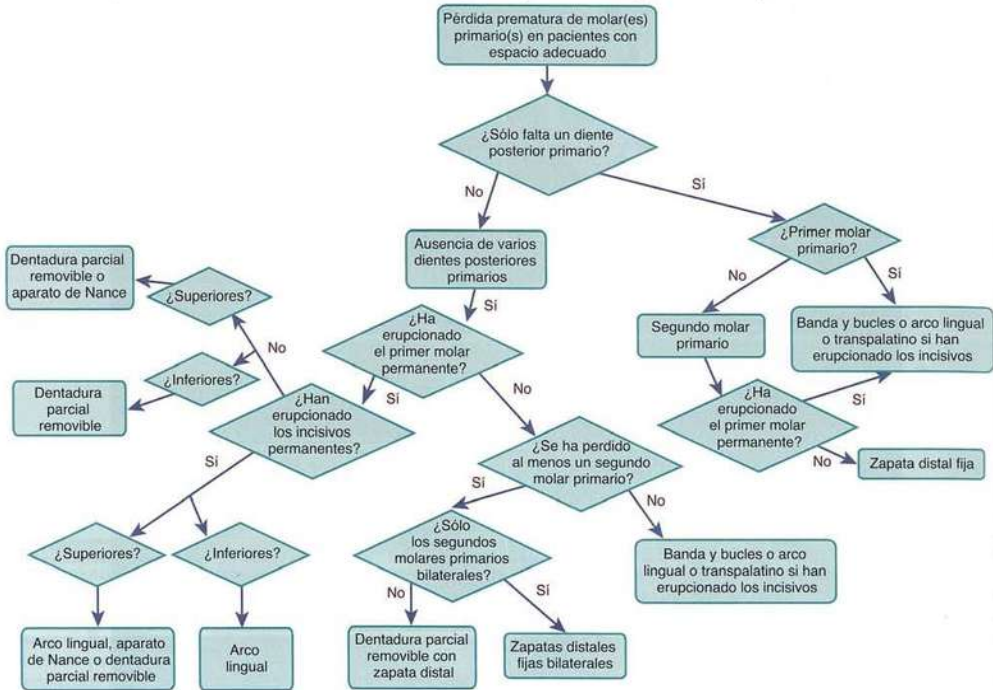 Pérdida prematura de molar(es)
primario(s) en pacientes con
espacio adecuado
¿Sólo falta un diente
posterior primario?
No
Sí
Ausencia de varios
dientes posteriores
primarios
¿Primer molar
primario?
Dentadura parcial
removible o
aparato de Nance
¿Superiores?
Sí
No
Sí
¿Ha
erupcionado
el primer molar
permanente?
Segundo molar
primario
Banda y bucles o arco lingual
o transpalatino si han
erupcionado los incisivos
No
¿Inferiores?
Dentadura
parcial
removible
¿Han
erupcionado
los incisivos
permanentes?
Sí
No
¿Ha
erupcionado
el primer molar
permanente?
Sí
No
Zapata distal fija
Sí
¿Se ha perdido
al menos un segundo
molar primario?
Sí
No
¿Superiores?
¿Inferiores?
¿Sólo
los segundos
molares primarios
bilaterales?
Banda y bucles o arco
lingual o transpalatino si han
erupcionado los incisivos
No
Sí
Arco lingual, aparato
de Nance o dentadura
parcial removible
Arco
lingual
Dentadura parcial
removible con
zapata distal
Zapatas distales
fijas bilaterales